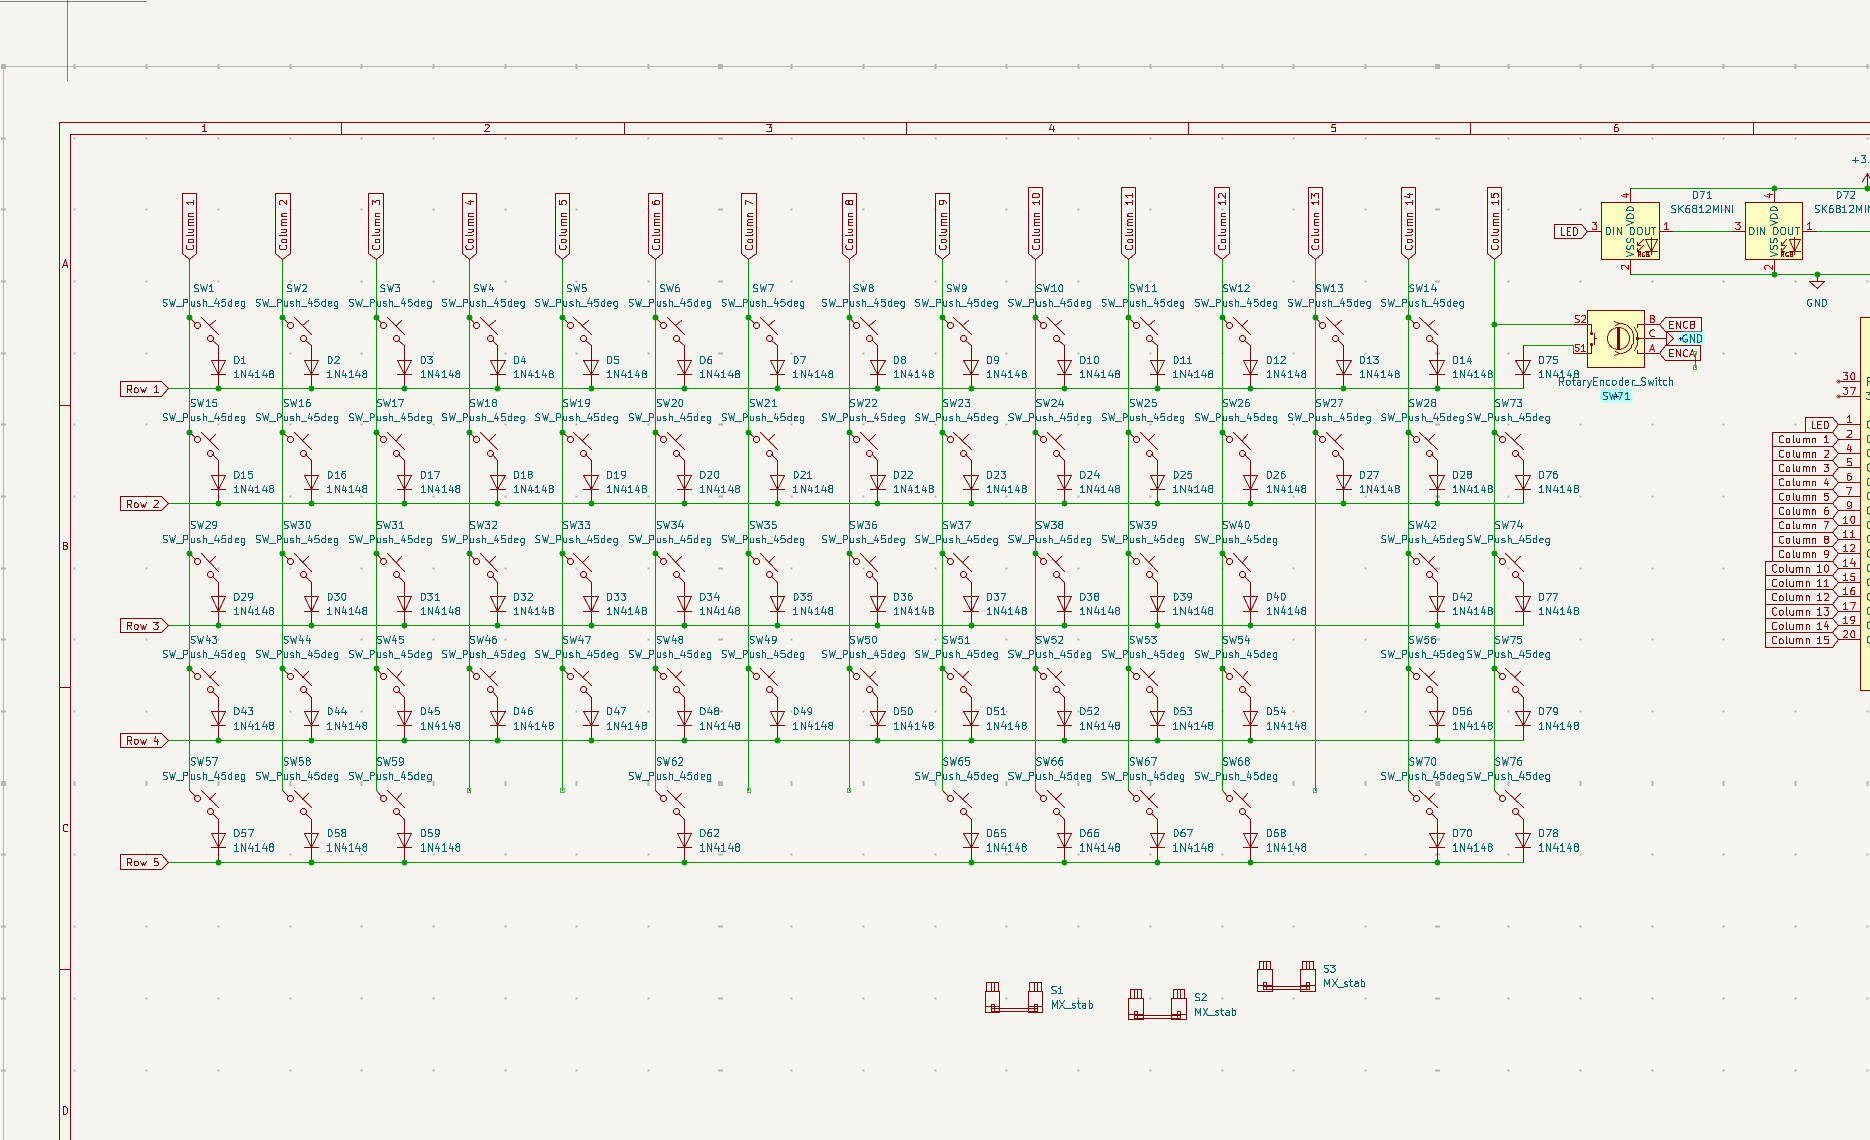 1 2 3 4 5 6
A
B
C
D
Column 1 Column 2 Column 3 Column 4 Column 5 Column 6 Column 7 Column 8 Column 9 Column 10 Column 11 Column 12 Column 13 Column 14 Column 15
SW1 SW2 SW3 SW4 SW5 SW6 SW7 SW8 SW9 SW10 SW11 SW12 SW13 SW14
SW_Push_45deg SW_Push_45deg SW_Push_45deg SW_Push_45deg SW_Push_45deg SW_Push_45deg SW_Push_45deg SW_Push_45deg SW_Push_45deg SW_Push_45deg SW_Push_45deg SW_Push_45deg SW_Push_45deg SW_Push_45deg
D1 D2 D3 D4 D5 D6 D7 D8 D9 D10 D11 D12 D13 D14 D75
1N4148 1N4148 1N4148 1N4148 1N4148 1N4148 1N4148 1N4148 1N4148 1N4148 1N4148 1N4148 1N4148 1N4148 1N4148
Row 1
SW15 SW16 SW17 SW18 SW19 SW20 SW21 SW22 SW23 SW24 SW25 SW26 SW27 SW28 SW73
SW_Push_45deg SW_Push_45deg SW_Push_45deg SW_Push_45deg SW_Push_45deg SW_Push_45deg SW_Push_45deg SW_Push_45deg SW_Push_45deg SW_Push_45deg SW_Push_45deg SW_Push_45deg SW_Push_45deg SW_Push_45deg SW_Push_45deg
D15 D16 D17 D18 D19 D20 D21 D22 D23 D24 D25 D26 D27 D28 D76
1N4148 1N4148 1N4148 1N4148 1N4148 1N4148 1N4148 1N4148 1N4148 1N4148 1N4148 1N4148 1N4148 1N4148 1N4148
Row 2
SW29 SW30 SW31 SW32 SW33 SW34 SW35 SW36 SW37 SW38 SW39 SW40 SW42 SW74
SW_Push_45deg SW_Push_45deg SW_Push_45deg SW_Push_45deg SW_Push_45deg SW_Push_45deg SW_Push_45deg SW_Push_45deg SW_Push_45deg SW_Push_45deg SW_Push_45deg SW_Push_45deg SW_Push_45deg SW_Push_45deg
D29 D30 D31 D32 D33 D34 D35 D36 D37 D38 D39 D40 D42 D77
1N4148 1N4148 1N4148 1N4148 1N4148 1N4148 1N4148 1N4148 1N4148 1N4148 1N4148 1N4148 1N4148 1N4148
Row 3
SW43 SW44 SW45 SW46 SW47 SW48 SW49 SW50 SW51 SW52 SW53 SW54 SW56 SW75
SW_Push_45deg SW_Push_45deg SW_Push_45deg SW_Push_45deg SW_Push_45deg SW_Push_45deg SW_Push_45deg SW_Push_45deg SW_Push_45deg SW_Push_45deg SW_Push_45deg SW_Push_45deg SW_Push_45deg SW_Push_45deg
D43 D44 D45 D46 D47 D48 D49 D50 D51 D52 D53 D54 D56 D79
1N4148 1N4148 1N4148 1N4148 1N4148 1N4148 1N4148 1N4148 1N4148 1N4148 1N4148 1N4148 1N4148 1N4148
Row 4
SW57 SW58 SW59 SW62 SW65 SW66 SW67 SW68 SW70 SW76
SW_Push_45deg SW_Push_45deg SW_Push_45deg SW_Push_45deg SW_Push_45deg SW_Push_45deg SW_Push_45deg SW_Push_45deg SW_Push_45deg SW_Push_45deg
D57 D58 D59 D62 D65 D66 D67 D68 D70 D78
1N4148 1N4148 1N4148 1N4148 1N4148 1N4148 1N4148 1N4148 1N4148 1N4148
Row 5
S1
MX_stab
S2
MX_stab
S3
MX_stab
+3.
D71 D72
SK6812MINI
LED 3 DIN DOUT 1 VDD VSS 4 2 RGB
3 DIN DOUT 1 VDD VSS 4 2 RGB
GND
S2 B ENCB
C GND
S1 A ENCA
RotaryEncoder_Switch
SW71
30
37
LED 1
Column 1 2
Column 2 4
Column 3 5
Column 4 6
Column 5 7
Column 6 9
Column 7 10
Column 8 11
Column 9 12
Column 10 14
Column 11 15
Column 12 16
Column 13 17
Column 14 19
Column 15 20